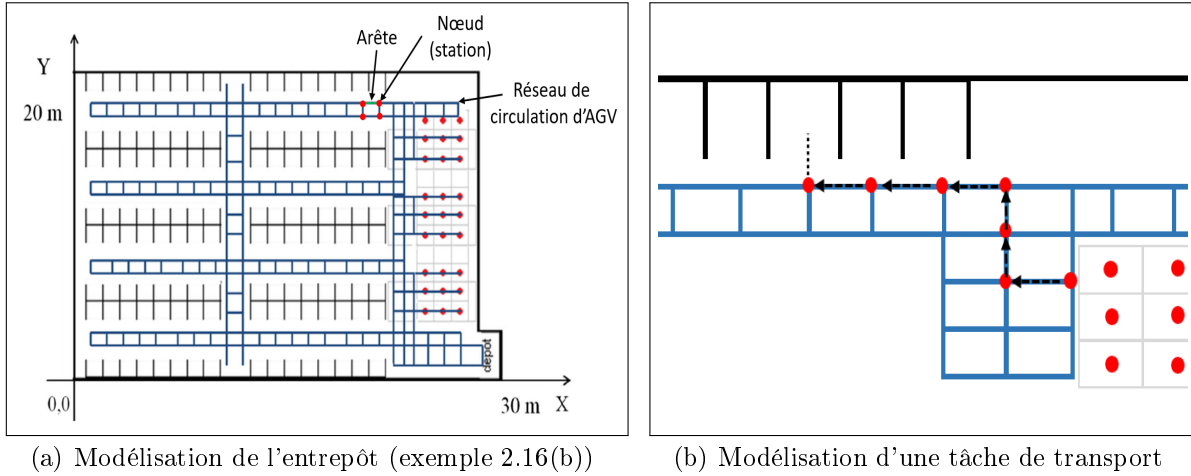 Nœud
(station)
Arête
Y
20 m
Réseau de
circulation d'AGV
dépôt
0,0
30 m
X
(a) Modélisation de l'entrepôt (exemple 2.16(b))
(b) Modélisation d'une tâche de transport